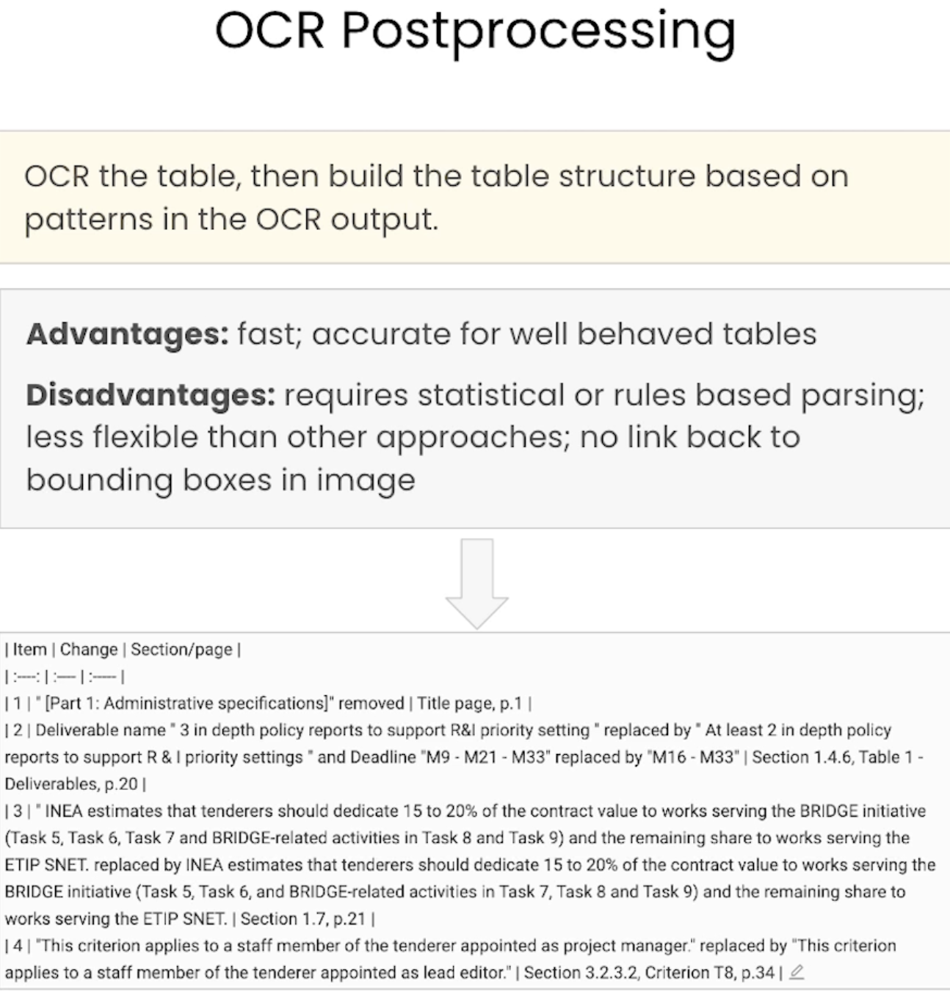 OCR Postprocessing
OCR the table, then build the table structure based on
patterns in the OCR output.
Advantages: fast; accurate for well behaved tables
Disadvantages: requires statistical or rules based parsing;
less flexible than other approaches; no link back to
bounding boxes in image
| Item | Change | Section/page |
| :----: | :---- | :----- |
| 1 | " [Part 1: Administrative specifications]" removed | Title page, p.1 |
| 2 | Deliverable name " 3 in depth policy reports to support R&I priority setting " replaced by " At least 2 in depth policy
reports to support R & I priority settings " and Deadline "M9 - M21 - M33" replaced by "M16 - M33" | Section 1.4.6, Table 1 -
Deliverables, p.20 |
| 3 | " INEA estimates that tenderers should dedicate 15 to 20% of the contract value to works serving the BRIDGE initiative
(Task 5, Task 6, Task 7 and BRIDGE-related activities in Task 8 and Task 9) and the remaining share to works serving the
ETIP SNET. replaced by INEA estimates that tenderers should dedicate 15 to 20% of the contract value to works serving the
BRIDGE initiative (Task 5, Task 6, and BRIDGE-related activities in Task 7, Task 8 and Task 9) and the remaining share to
works serving the ETIP SNET. | Section 1.7, p.21 |
| 4 | "This criterion applies to a staff member of the tenderer appointed as project manager." replaced by "This criterion
applies to a staff member of the tenderer appointed as lead editor." | Section 3.2.3.2, Criterion T8, p.34 |